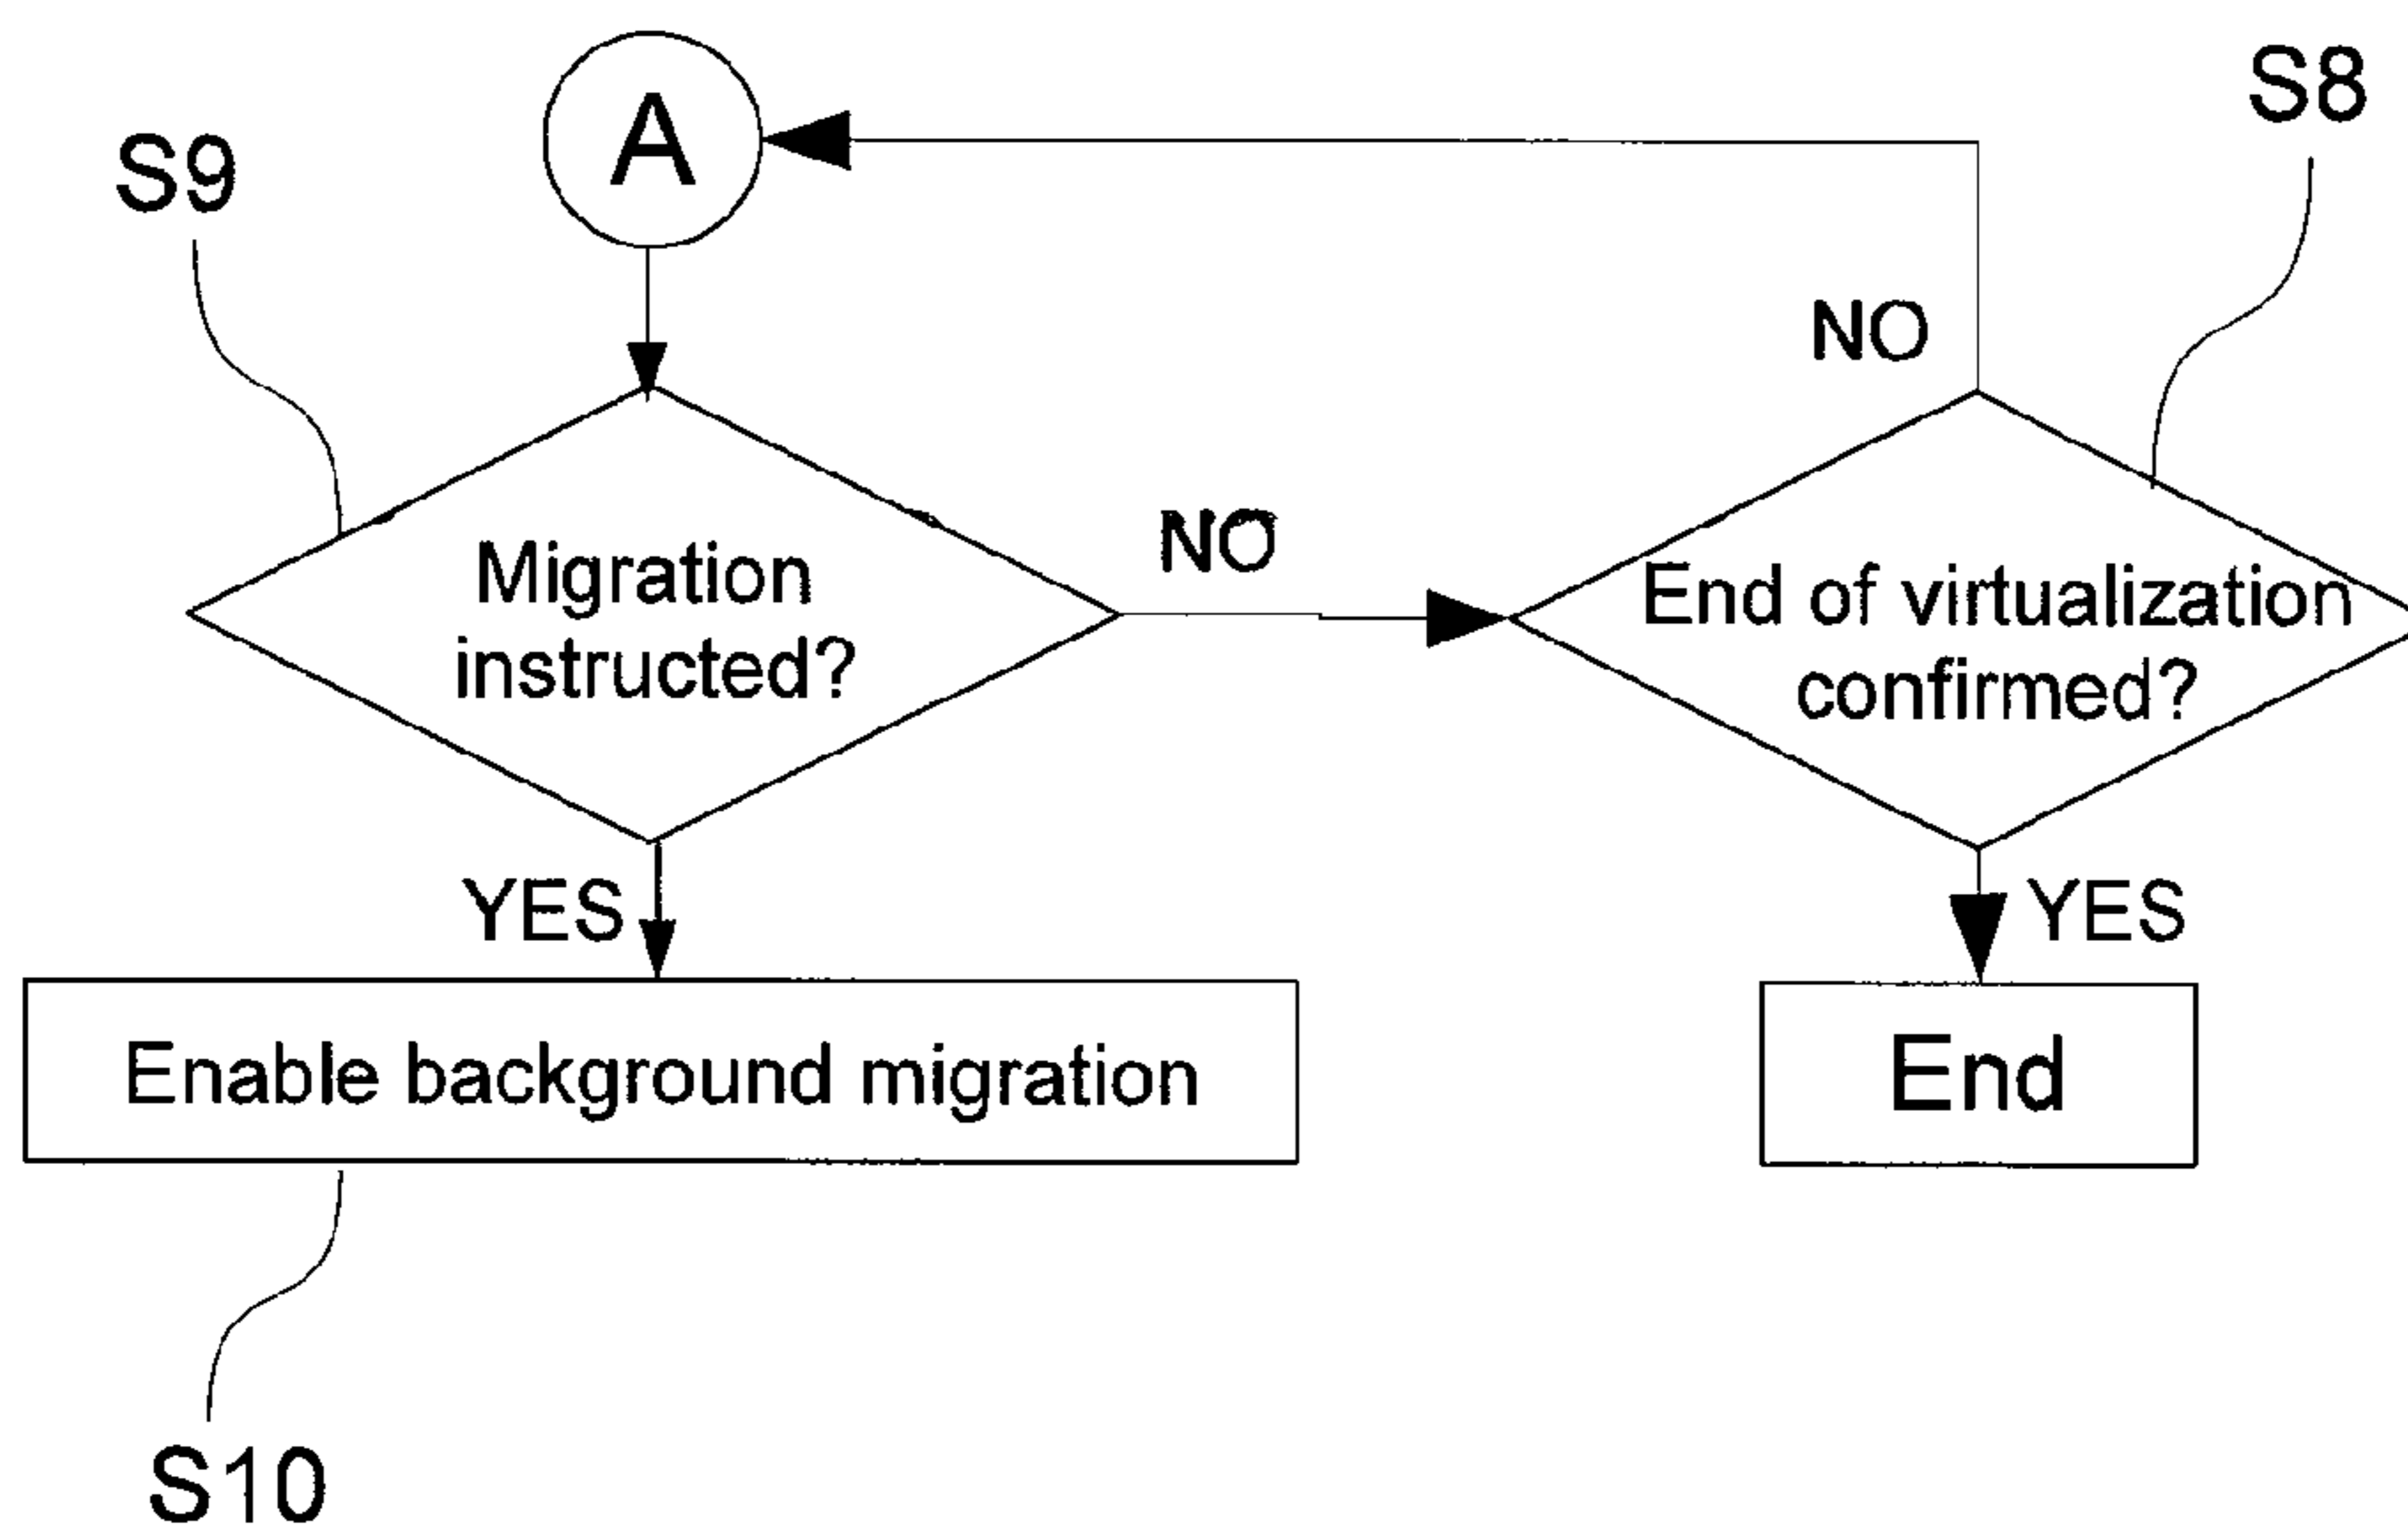 S8
A
S9
NO
Migration
instructed?
NO
End of virtualization
confirmed?
YES
YES
Enable background migration
End
S10